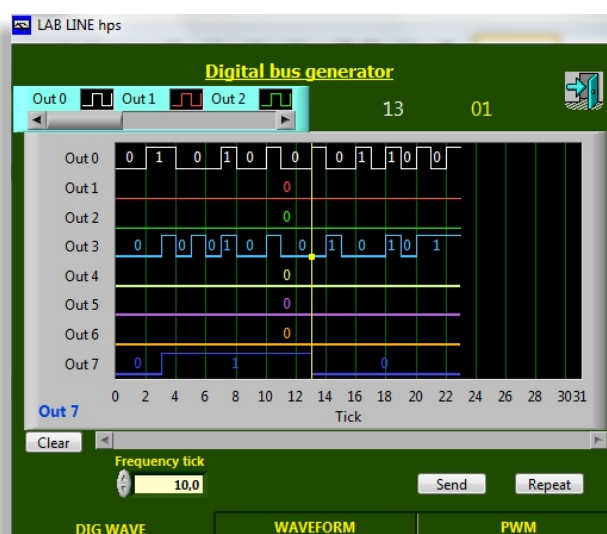 LAB LINE hps
Digital bus generator
Out 0 Out 1 Out 2
13 01
Out 0 0 1 0 1 0 0 0 1 1 0 0
Out 1 0
Out 2 0
Out 3 0 0 0 1 0 0 1 0 1 0 1
Out 4 0
Out 5 0
Out 6 0
Out 7 0 1 0
0 2 4 6 8 10 12 14 16 18 20 22 24 26 28 30 31
Out 7 Tick
Clear
Frequency tick
10,0 Send Repeat
DIG WAVE WAVEFORM PWM